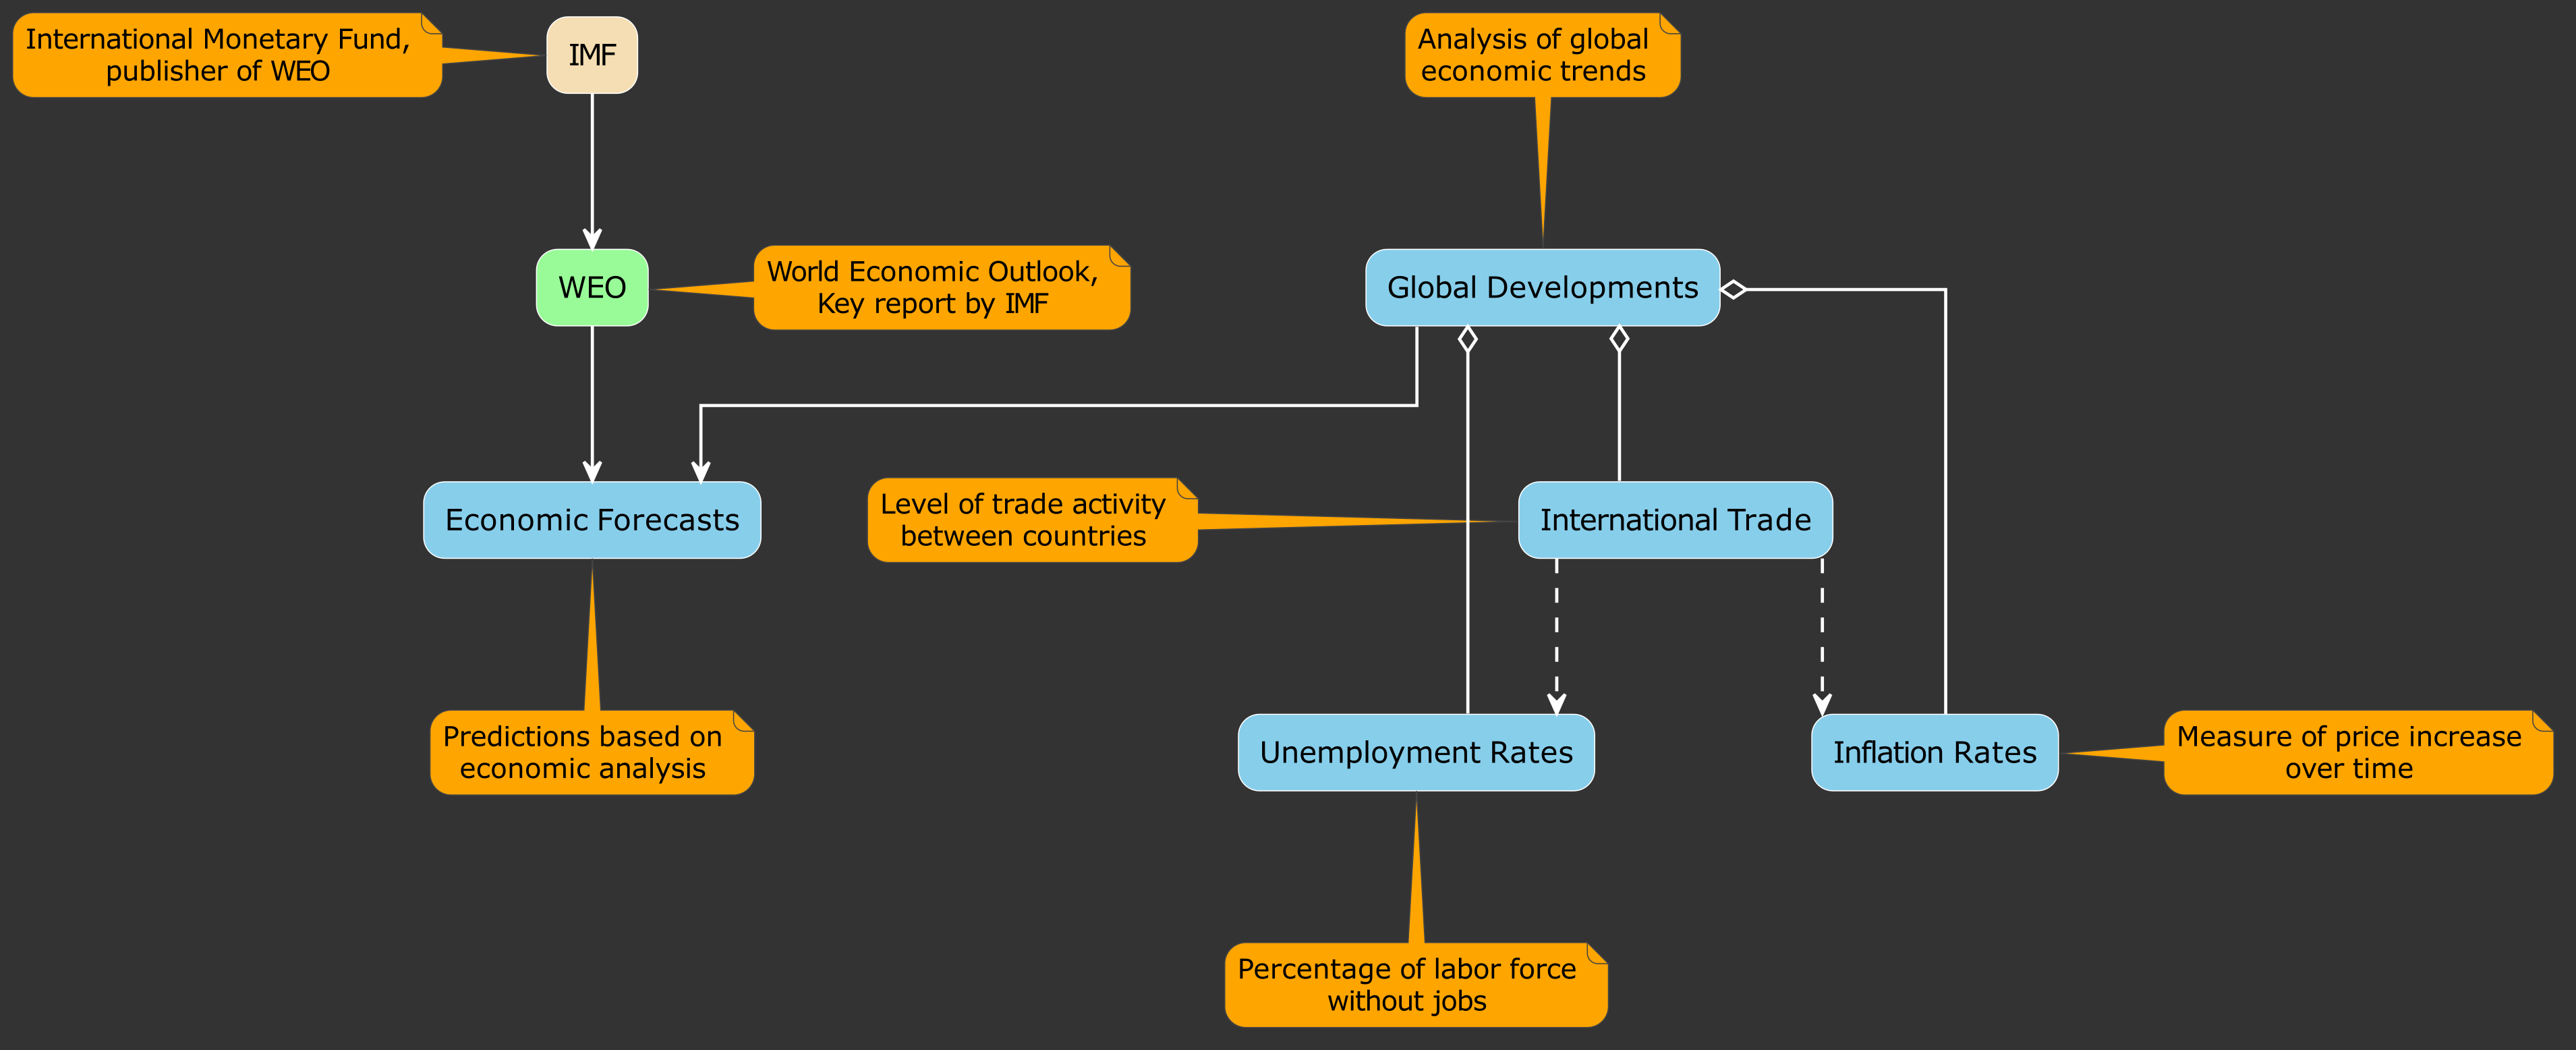 International Monetary Fund,
publisher of WEO
IMF
Analysis of global
economic trends
WEO
World Economic Outlook,
Key report by IMF
Global Developments
Economic Forecasts
Level of trade activity
between countries
International Trade
Predictions based on
economic analysis
Unemployment Rates
Inflation Rates
Measure of price increase
over time
Percentage of labor force
without jobs